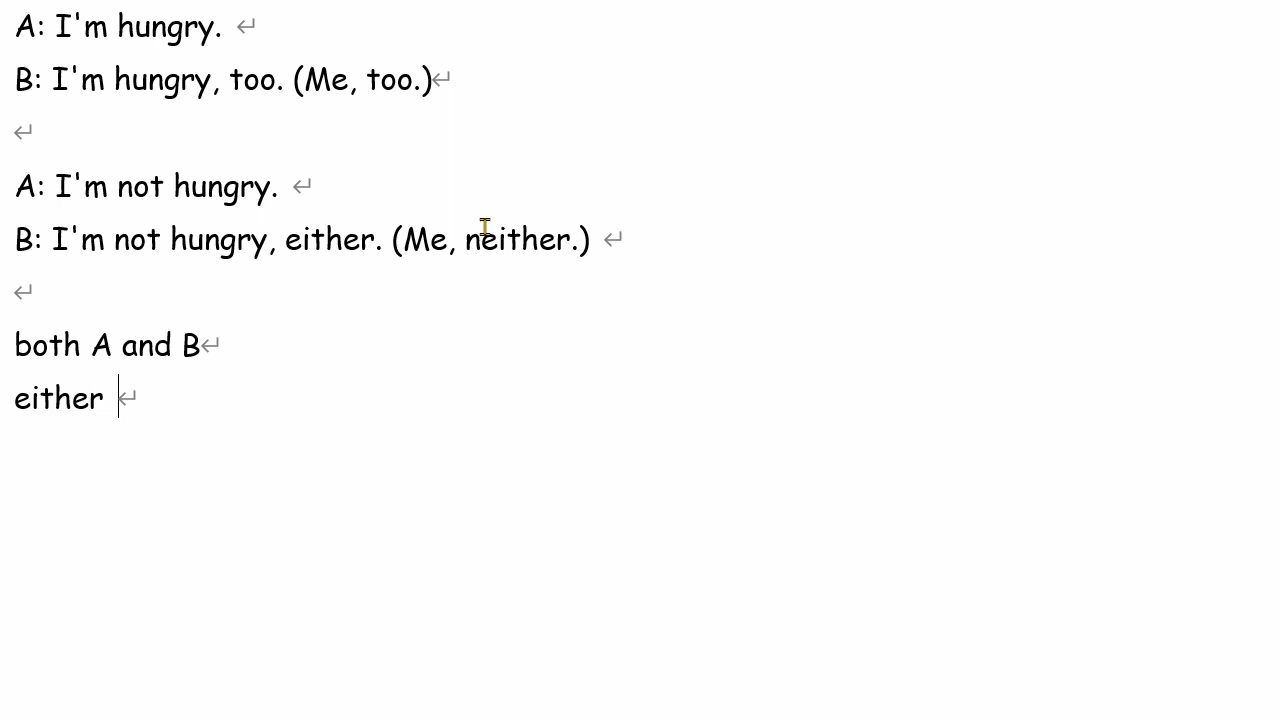 A: I'm hungry.
B: I'm hungry, too. (Me, too.)
A: I'm not hungry.
B: I'm not hungry, either. (Me, neither.)
both A and B
either